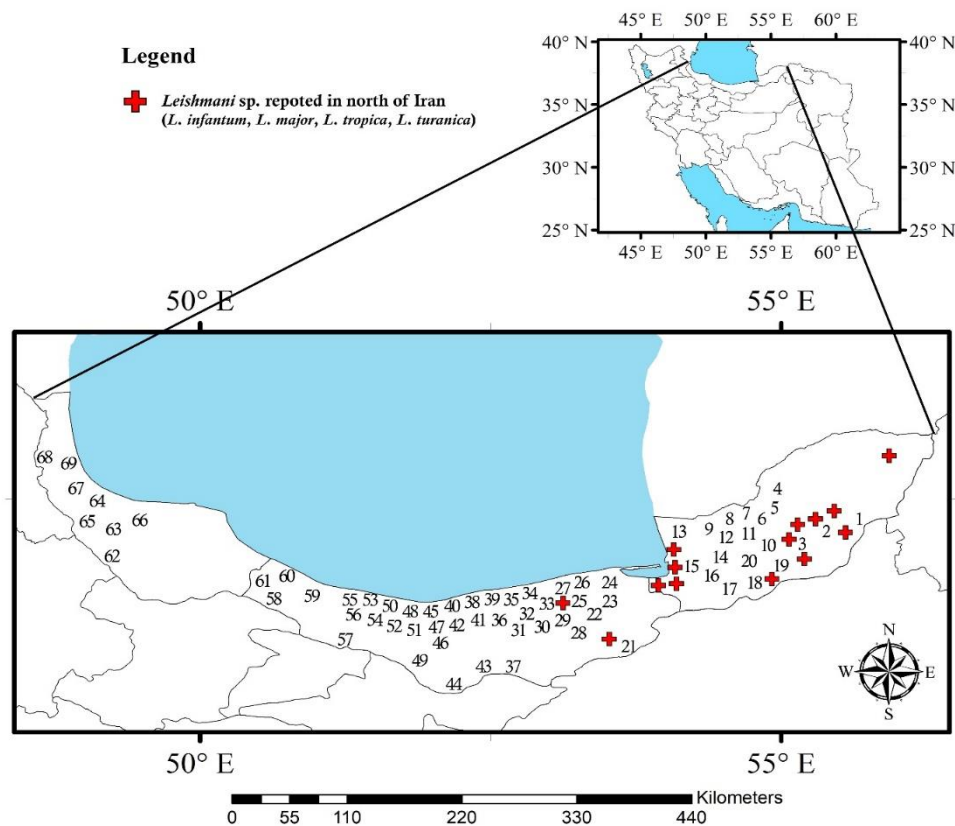 45° E 50° E 55° E 60° E
Legend
40° N 40° N
Leishmani sp. repoted in north of Iran
(L. infantum, L. major, L. tropica, L. turanica)
35° N 35° N
30° N 30° N
25° N 25° N
45° E 50° E 55° E 60° E
50° E 55° E
68 69
67
64
65 63 66
62
4
5
13 9 8 7 6
12 11 10 3 2 1
15 14 20 19
16 17 18
61 60
58 59
55 53 50 48 45 40 38 39 35 34 27 26 24
56 54 52 51 47 42 41 36 32 33 25 23
22
57 46 31 30 29 28 21
49 43 37
44
N
W E
S
50° E 55° E
Kilometers
0 55 110 220 330 440